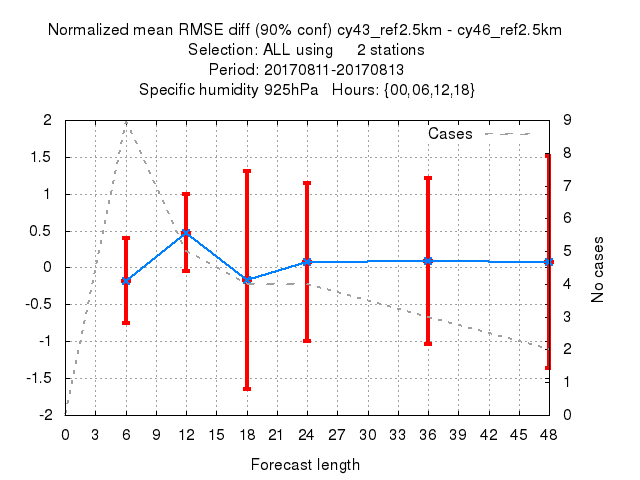 Normalized mean RMSE diff (90% conf) cy43_ref2.5km - cy46_ref2.5km
Selection: ALL using     2 stations
Period: 20170811-20170813
Specific humidity 925hPa   Hours: {00,06,12,18}
Cases
2
1.5
1
0.5
0
-0.5
-1
-1.5
-2
9
8
7
6
5
4
3
2
1
0
No cases
0 3 6 9 12 15 18 21 24 27 30 33 36 39 42 45 48
Forecast length